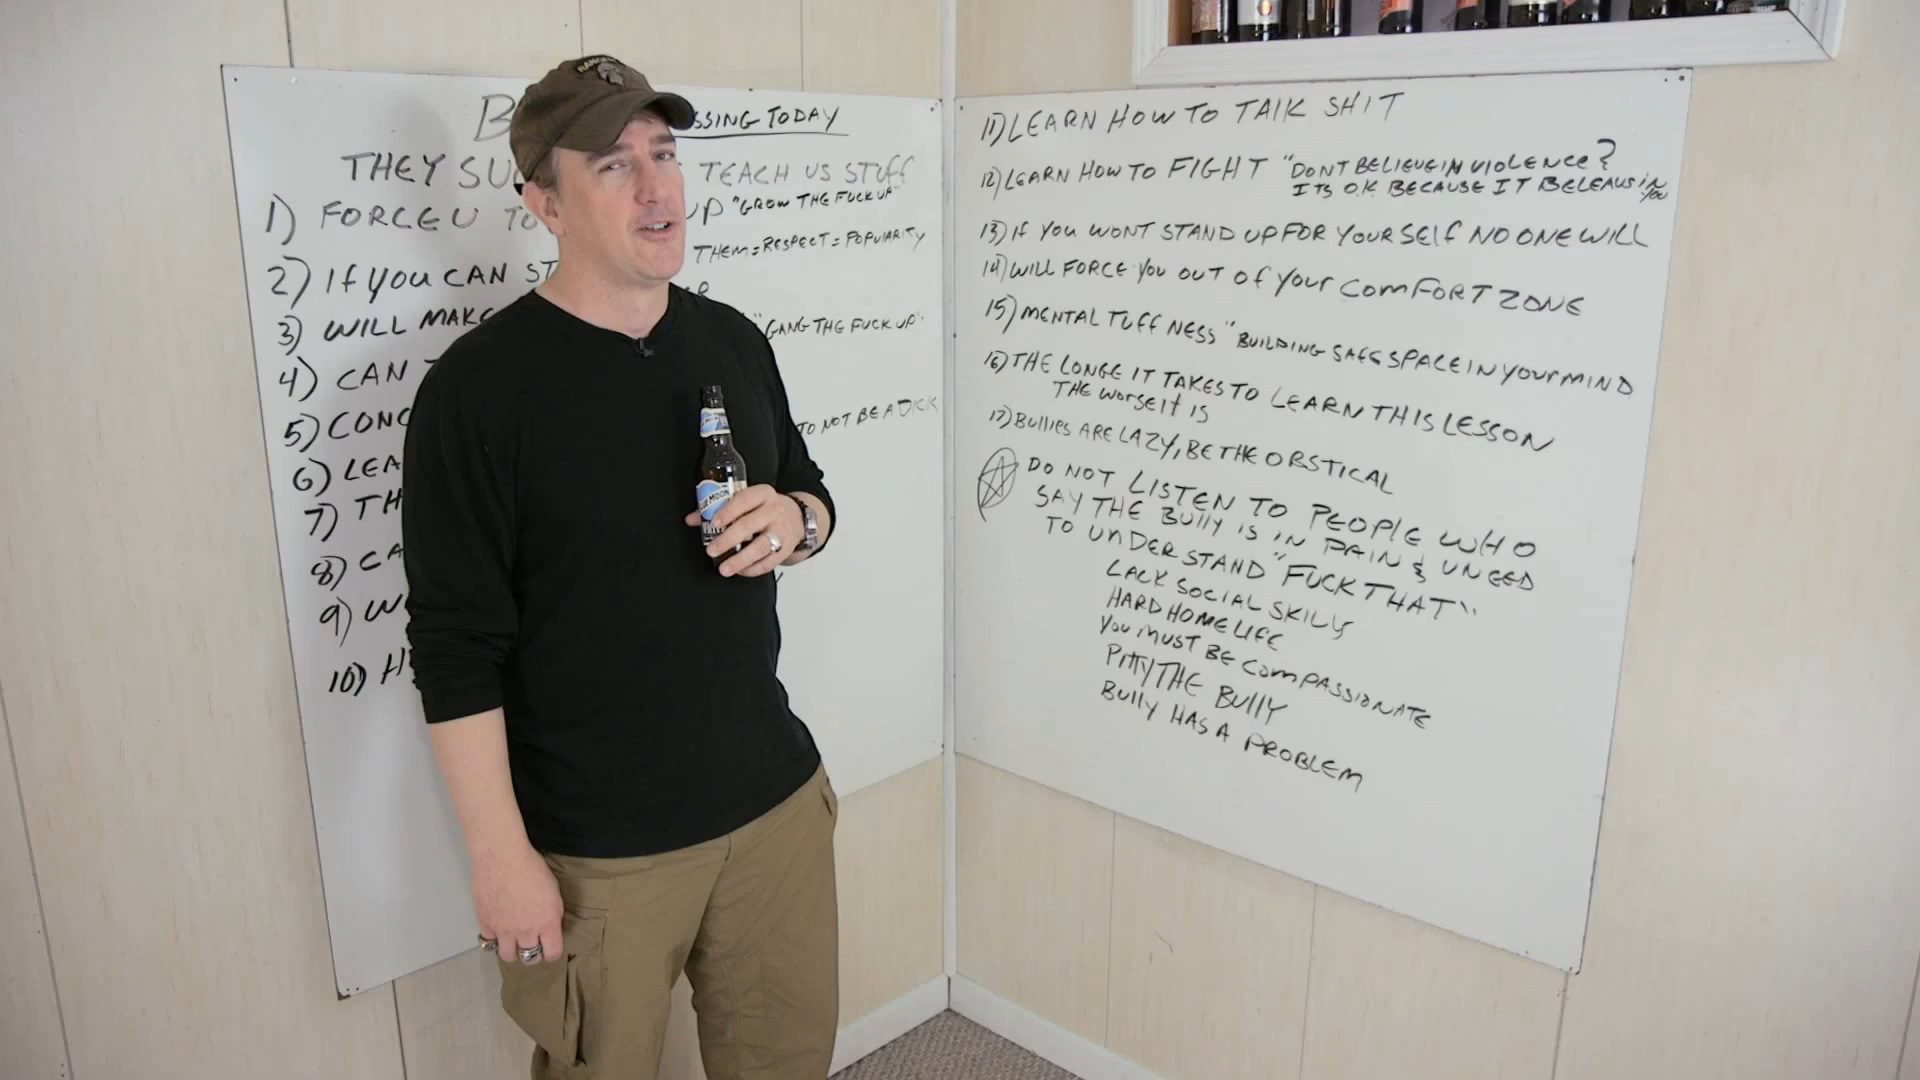 B SSING TODAY
THEY SU TEACH US STUFF
1) FORCE U TO UP "GROW THE FUCK UP"
2) IF YOU CAN ST THEM = RESPECT = POPULARITY
3) WILL MAKE
4) CAN "GANG THE FUCK UP"
5) CONC TO NOT BE A DICK
6) LEA
7) TH
8) CA
9) W
10) H
11) LEARN HOW TO TALK SHIT
12) LEARN HOW TO FIGHT "DONT BELIEVE IN VIOLENCE?
ITS O.K BECAUSE IT BELEAVES IN YOU
13) IF YOU WONT STAND UP FOR YOURSELF NO ONE WILL
14) WILL FORCE YOU OUT OF YOUR COMFORT ZONE
15) MENTAL TUFFNESS "BUILDING SAFE SPACE IN YOUR MIND
16) THE LONGE IT TAKES TO LEARN THIS LESSON
THE WORSE IT IS
17) BULLIES ARE LAZY, BE THE OBSTICAL
DO NOT LISTEN TO PEOPLE WHO
SAY THE BULLY IS IN PAIN & U NEED
TO UNDERSTAND "FUCK THAT"
LACK SOCIAL SKILLS
HARD HOME LIFE
YOU MUST BE COMPASSIONATE
PITTY THE BULLY
BULLY HAS A PROBLEM
BLUE MOON